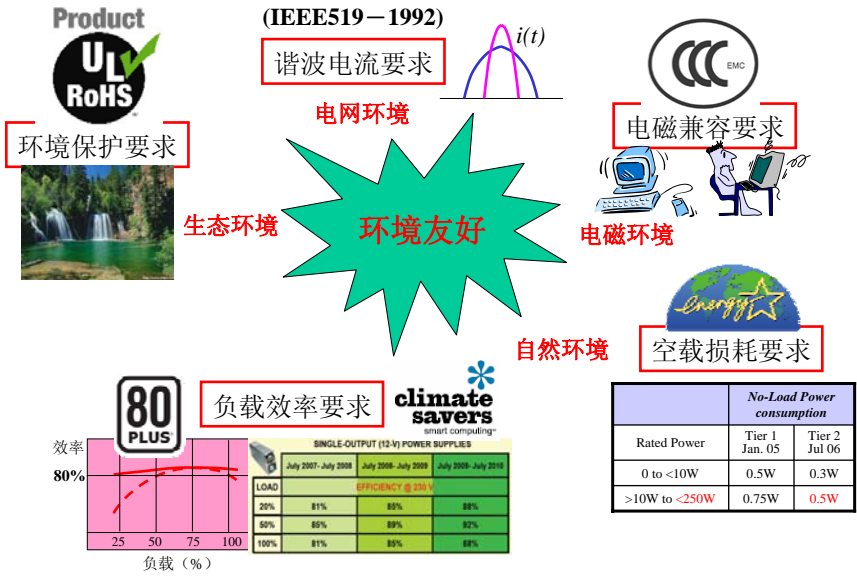 Product
UL
RoHS
环境保护要求
生态环境
(IEEE519－1992)
谐波电流要求
i(t)
电网环境
CCC
EMC
电磁兼容要求
电磁环境
环境友好
energy
自然环境
空载损耗要求
No-Load Power consumption
Rated Power
Tier 1 Jan. 05
Tier 2 Jul 06
0 to <10W
0.5W
0.3W
>10W to <250W
0.75W
0.5W
80
PLUS
负载效率要求
climate
savers
smart computing
效率
80%
25 50 75 100
负载（%）
SINGLE-OUTPUT (12-V) POWER SUPPLIES
July 2007- July 2008 July 2008- July 2009 July 2009- July 2010
LOAD EFFICIENCY @ 230 V
20% 81% 85% 88%
50% 85% 89% 92%
100% 81% 85% 88%